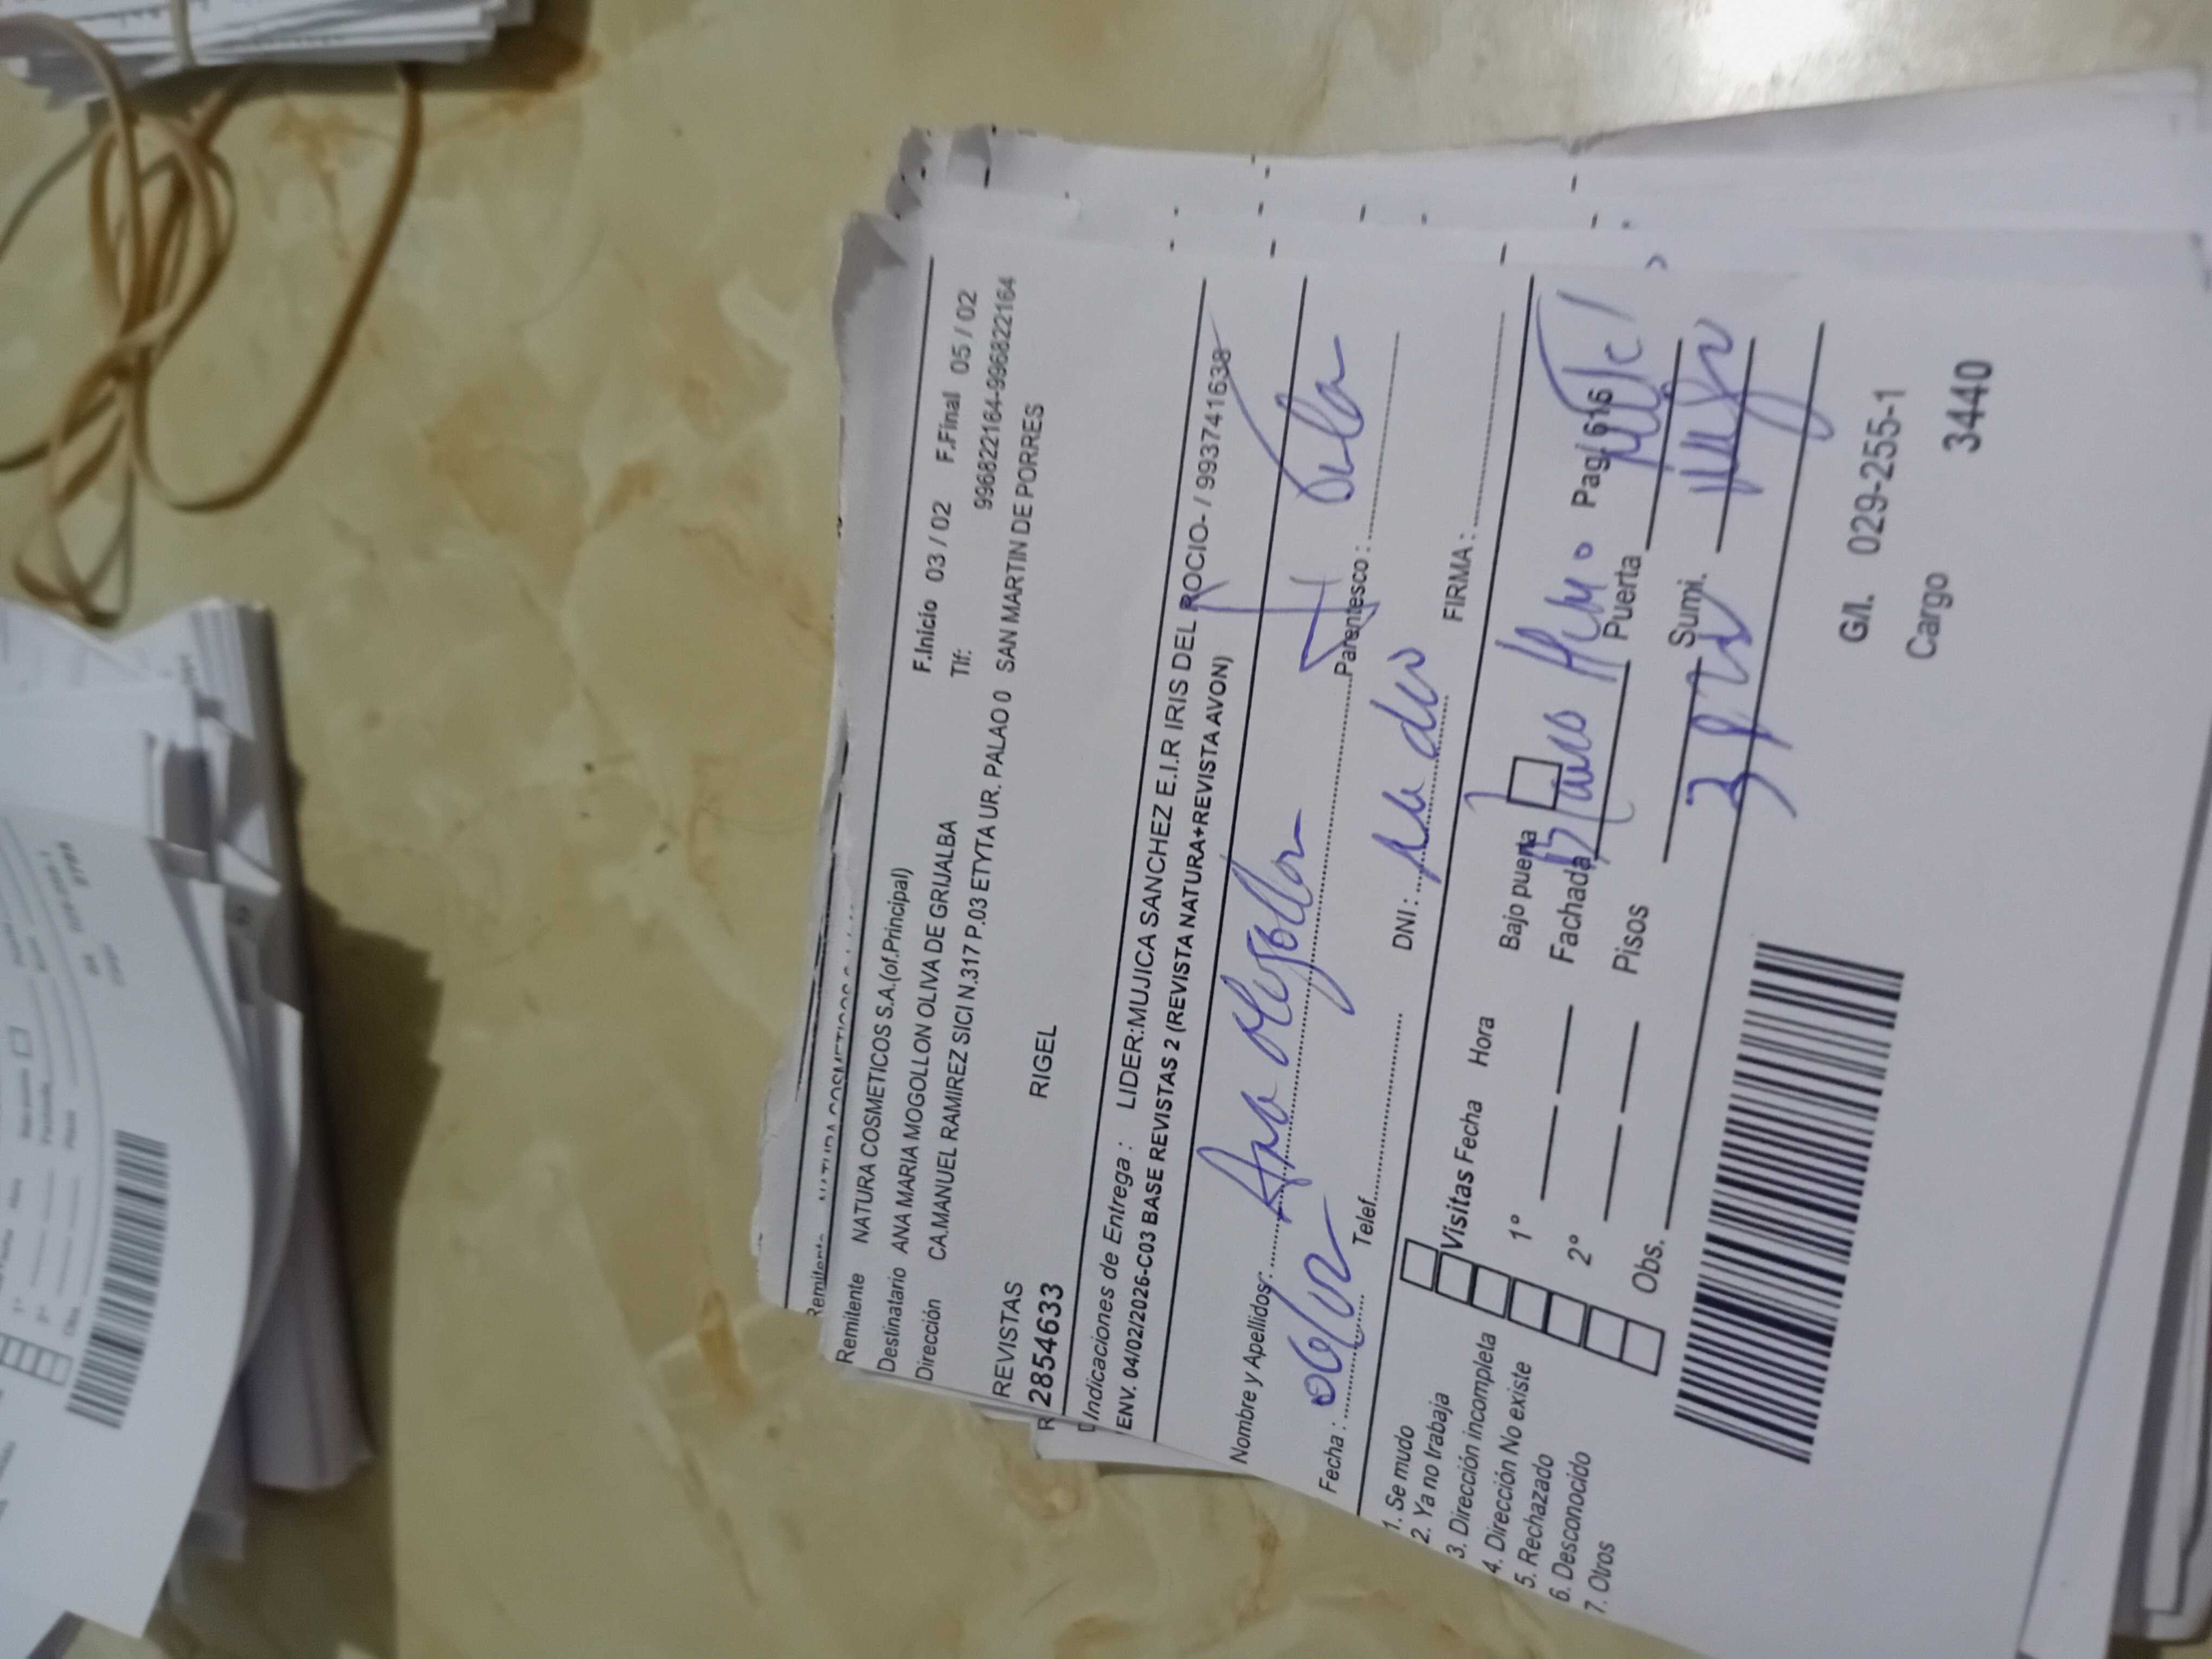 Remitente NATURA COSMETICOS S.A.(of.Principal)
Destinatario ANA MARIA MOGOLLON OLIVA DE GRIJALBA
F.Inicio 03 / 02 F.Final 05 / 02
Dirección CA.MANUEL RAMIREZ SICI N.317 P.03 ETYTA UR. PALAO 0 SAN MARTIN DE PORRES
Tlf: 996822164-996822164
REVISTAS
2854633 RIGEL
Indicaciones de Entrega : LIDER:MUJICA SANCHEZ E.I.R IRIS DEL ROCIO- / 993741638
ENV. 04/02/2026-C03 BASE REVISTAS 2 (REVISTA NATURA+REVISTA AVON)
Nombre y Apellidos: Ana Mogollon Parentesco :
Fecha : 06/02 Telef. DNI : FIRMA :
1. Se mudo
2. Ya no trabaja
3. Dirección incompleta
4. Dirección No existe
5. Rechazado
6. Desconocido
7. Otros
Visitas Fecha Hora Bajo puerta Pag/ 616
1° Fachada Puerta
2° Pisos Sumi.
Obs.
G/I. 029-255-1
Cargo 3440